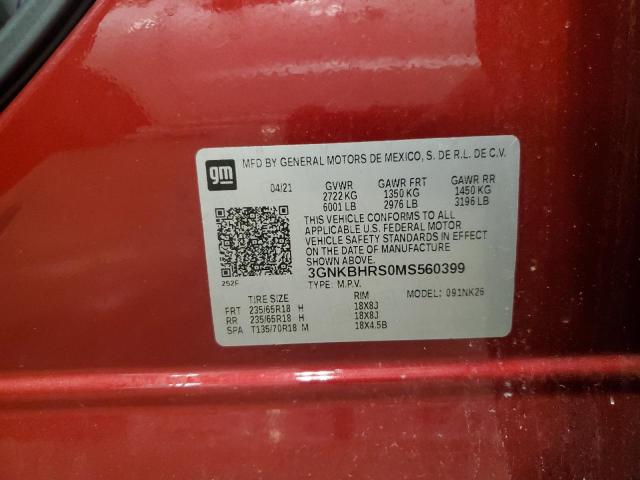 gm
MFD BY GENERAL MOTORS DE MEXICO, S. DE R.L. DE C.V.
04/21 GVWR GAWR FRT GAWR RR
2722 KG 1350 KG 1450 KG
6001 LB 2976 LB 3196 LB
THIS VEHICLE CONFORMS TO ALL
APPLICABLE U.S. FEDERAL MOTOR
VEHICLE SAFETY STANDARDS IN EFFECT
ON THE DATE OF MANUFACTURE
SHOWN ABOVE.
252F 3GNKBHRS0MS560399
TYPE: M.P.V. MODEL: 091NK26
TIRE SIZE RIM
FRT 235/65R18 H 18X8J
RR 235/65R18 H 18X8J
SPA T135/70R18 M 18X4.5B